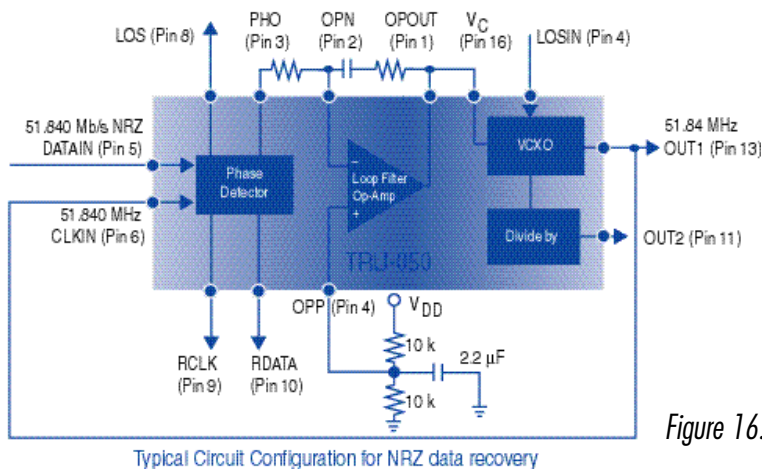 LOS (Pin 8)
PHO
(Pin 3)
OPN
(Pin 2)
OPOUT
(Pin 1)
VC
(Pin 16)
LOSIN (Pin 4)
51.840 Mb/s NRZ
DATAIN (Pin 5)
51.840 MHz
CLKIN (Pin 6)
Phase
Detector
−
Loop Filter
Op-Amp
+
VCXO
Divide by
51.84 MHz
OUT1 (Pin 13)
OUT2 (Pin 11)
TRU-050
OPP (Pin 4)
VDD
10 k
2.2 µF
10 k
RCLK
(Pin 9)
RDATA
(Pin 10)
Figure 16.
Typical Circuit Configuration for NRZ data recovery